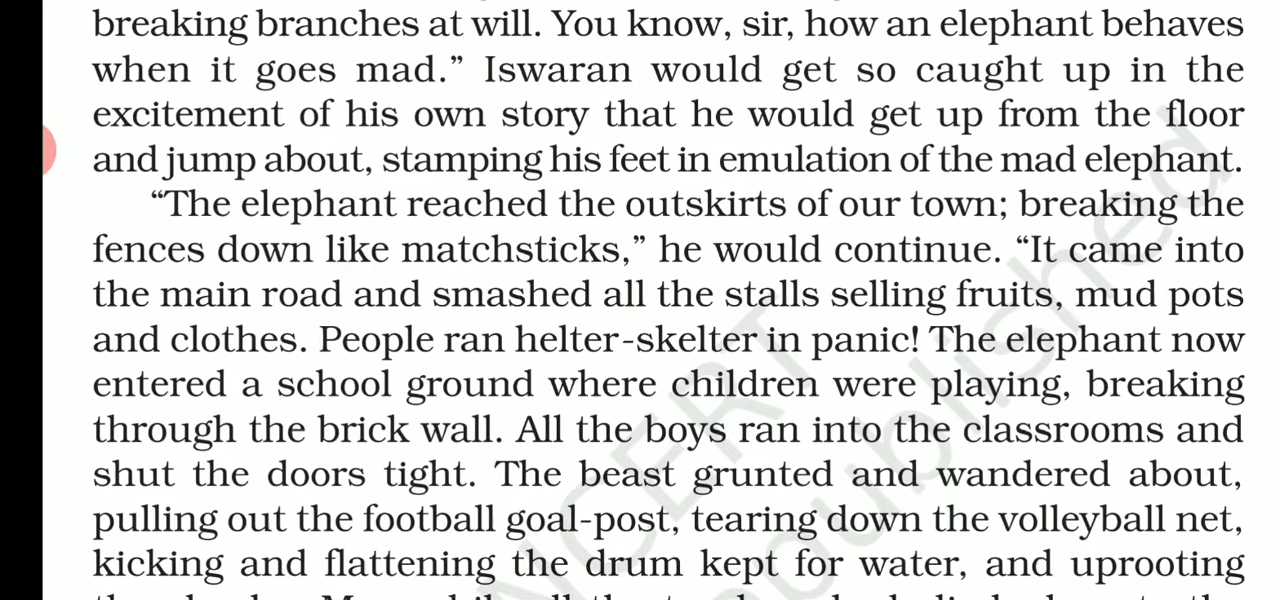 breaking branches at will. You know, sir, how an elephant behaves
when it goes mad.” Iswaran would get so caught up in the
excitement of his own story that he would get up from the floor
and jump about, stamping his feet in emulation of the mad elephant.
“The elephant reached the outskirts of our town; breaking the
fences down like matchsticks,” he would continue. “It came into
the main road and smashed all the stalls selling fruits, mud pots
and clothes. People ran helter-skelter in panic! The elephant now
entered a school ground where children were playing, breaking
through the brick wall. All the boys ran into the classrooms and
shut the doors tight. The beast grunted and wandered about,
pulling out the football goal-post, tearing down the volleyball net,
kicking and flattening the drum kept for water, and uprooting
NCERT
published